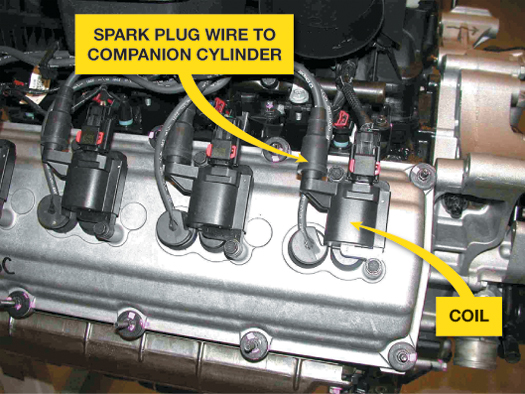 SPARK PLUG WIRE TO
COMPANION CYLINDER
COIL